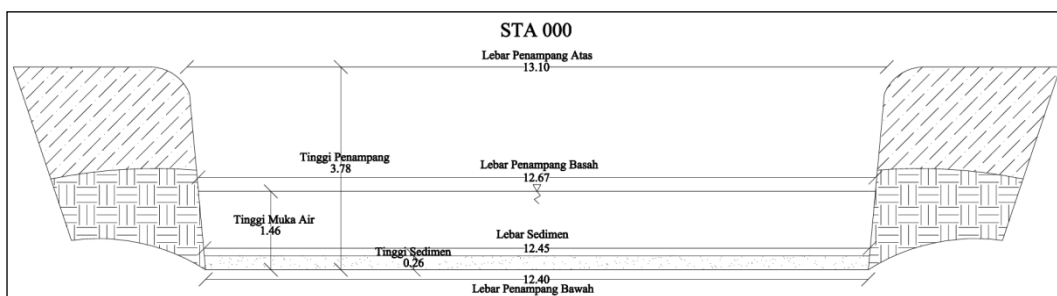 STA 000
Lebar Penampang Atas
13.10
Tinggi Penampang
3.78
Lebar Penampang Basah
12.67
Tinggi Muka Air
1.46
Lebar Sedimen
12.45
Tinggi Sedimen
0.26
12.40
Lebar Penampang Bawah